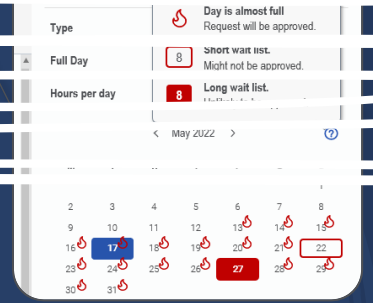 Day is almost full
Type Request will be approved.
Full Day 8 Short wait list.
Might not be approved.
Hours per day 8 Long wait list.
< May 2022 > ?
1
2 3 4 5 6 7 8
9 10 11 12 13 14 15
16 17 18 19 20 21 22
23 24 25 26 27 28 29
30 31